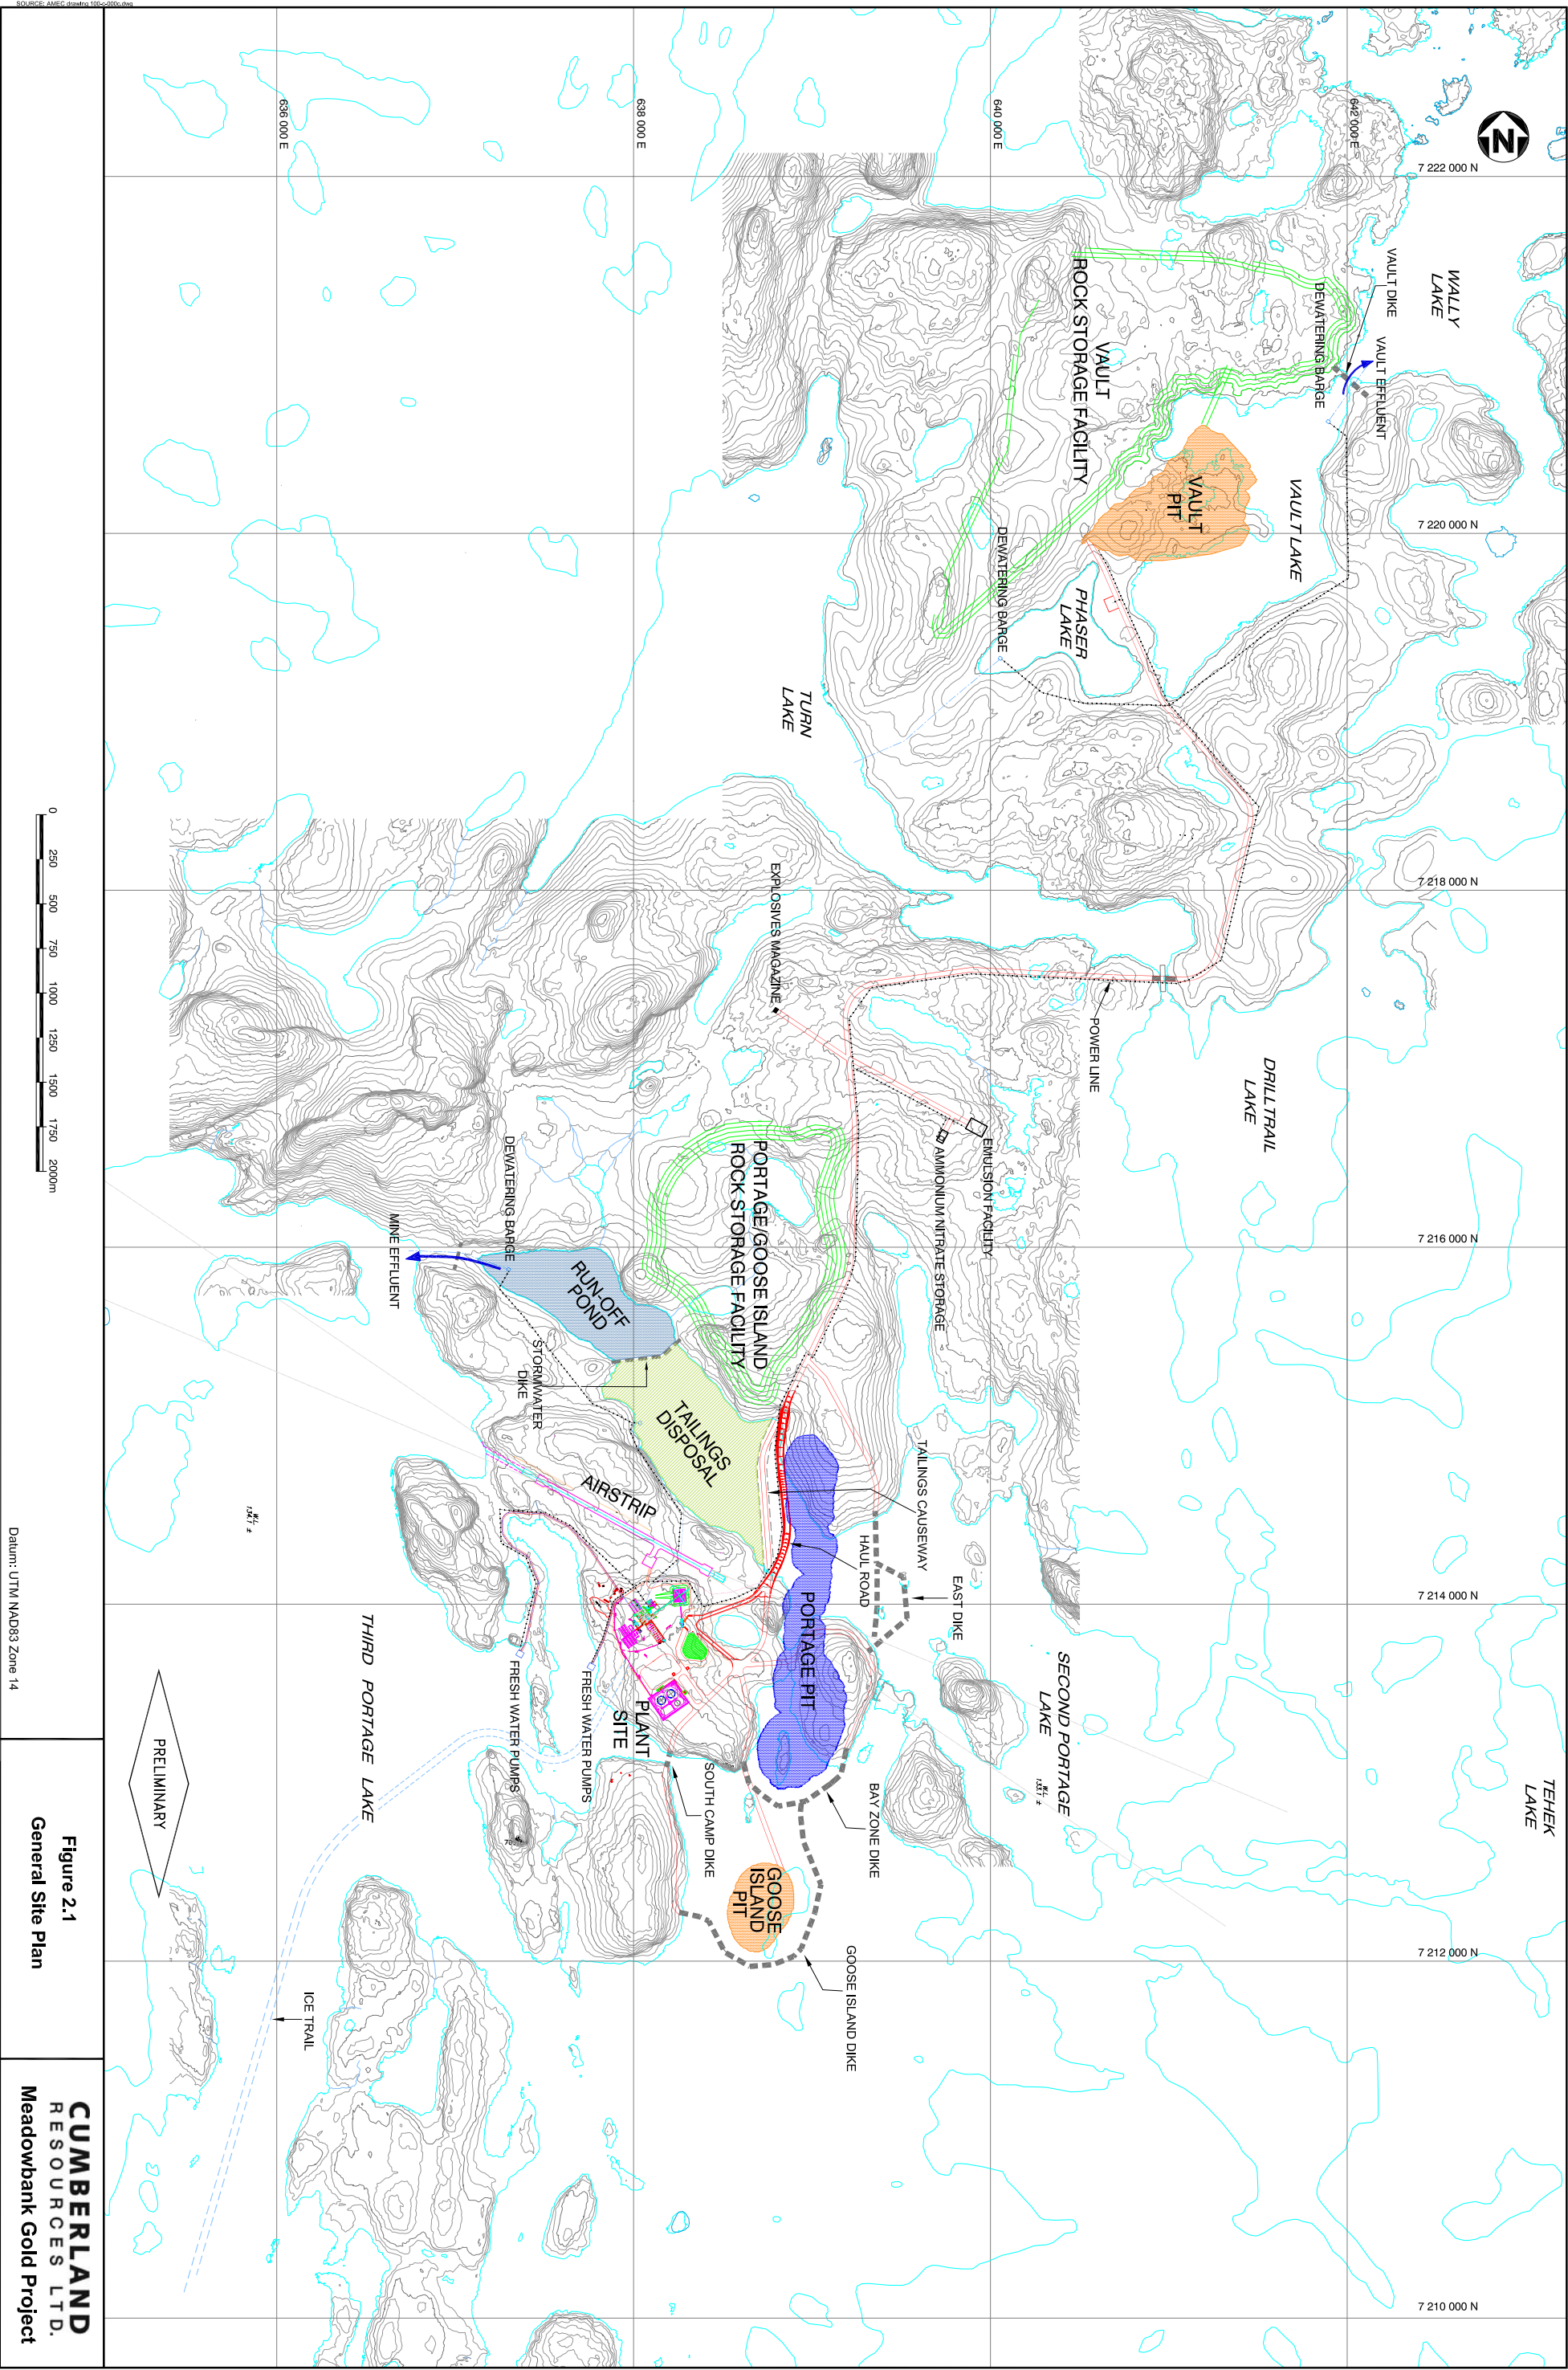 SOURCE: AMEC drawing 100-c-000c.dwg
N
636 000 E
638 000 E
640 000 E
642 000 E
7 222 000 N
7 220 000 N
7 218 000 N
7 216 000 N
7 214 000 N
7 212 000 N
7 210 000 N
WALLY
LAKE
VAULT DIKE
VAULT EFFLUENT
DEWATERING BARGE
VAULT
ROCK STORAGE FACILITY
VAULT
PIT
VAULT LAKE
DEWATERING BARGE
PHASER
LAKE
TURN
LAKE
EXPLOSIVES MAGAZINE
POWER LINE
DRILLTRAIL
LAKE
EMULSION FACILITY
AMMONIUM NITRATE STORAGE
PORTAGE/GOOSE ISLAND
ROCK STORAGE FACILITY
DEWATERING BARGE
MINE EFFLUENT
RUN-OFF
POND
STORMWATER
DIKE
TAILINGS
DISPOSAL
AIRSTRIP
TAILINGS CAUSEWAY
HAUL ROAD
EAST DIKE
PORTAGE PIT
SECOND PORTAGE
LAKE
W.L.
133.1 ±
TEHEK
LAKE
W.L.
134.1 ±
THIRD PORTAGE LAKE
FRESH WATER PUMPS
FRESH WATER PUMPS
PLANT
SITE
SOUTH CAMP DIKE
BAY ZONE DIKE
GOOSE
ISLAND
PIT
GOOSE ISLAND DIKE
ICE TRAIL
PRELIMINARY
0 250 500 750 1000 1250 1500 1750 2000m
Datum: UTM NAD83 Zone 14
Figure 2.1
General Site Plan
CUMBERLAND
RESOURCES LTD.
Meadowbank Gold Project